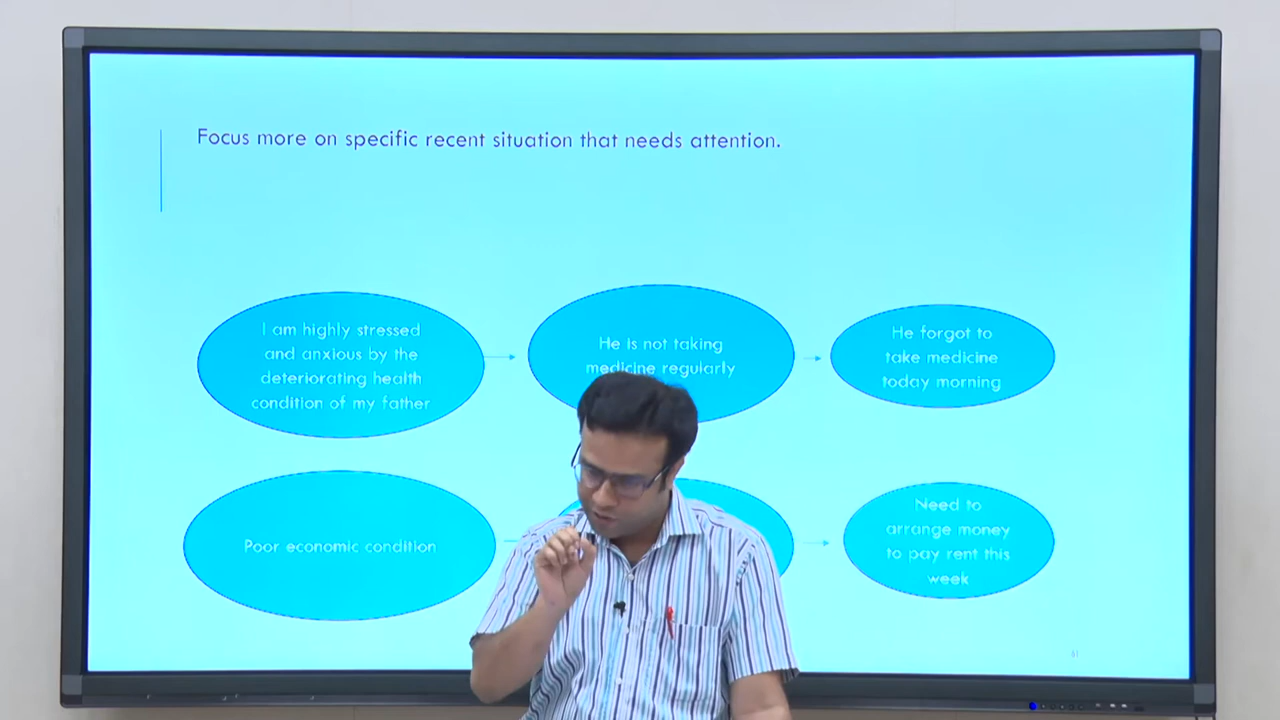 Focus more on specific recent situation that needs attention.
I am highly stressed
and anxious by the
deteriorating health
condition of my father
He is not taking
medicine regularly
He forgot to
take medicine
today morning
Poor economic condition
Need to
arrange money
to pay rent this
week
61